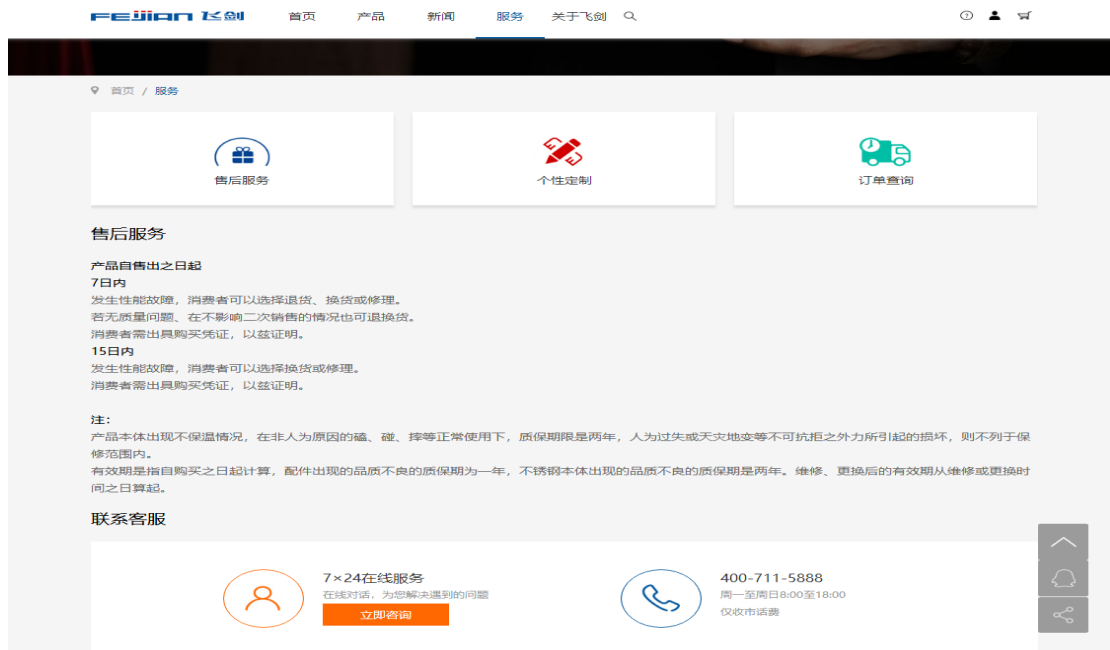 FEIJIAN 飞剑 首页 产品 新闻 服务 关于飞剑
首页 / 服务
售后服务 个性定制 订单查询
售后服务
产品自售出之日起
7日内
发生性能故障，消费者可以选择退货、换货或修理。
若无质量问题、在不影响二次销售的情况也可退换货。
消费者需出具购买凭证，以兹证明。
15日内
发生性能故障，消费者可以选择换货或修理。
消费者需出具购买凭证，以兹证明。
注：
产品本体出现不保温情况，在非人为原因的磕、碰、摔等正常使用下，质保期限是两年，人为过失或天灾地变等不可抗拒之外力所引起的损坏，则不列于保
修范围内。
有效期是指自购买之日起计算，配件出现的品质不良的质保期为一年，不锈钢本体出现的品质不良的质保期是两年。维修、更换后的有效期从维修或更换时
间之日算起。
联系客服
7×24在线服务
在线对话，为您解决遇到的问题
立即咨询
400-711-5888
周一至周日8:00至18:00
仅收市话费